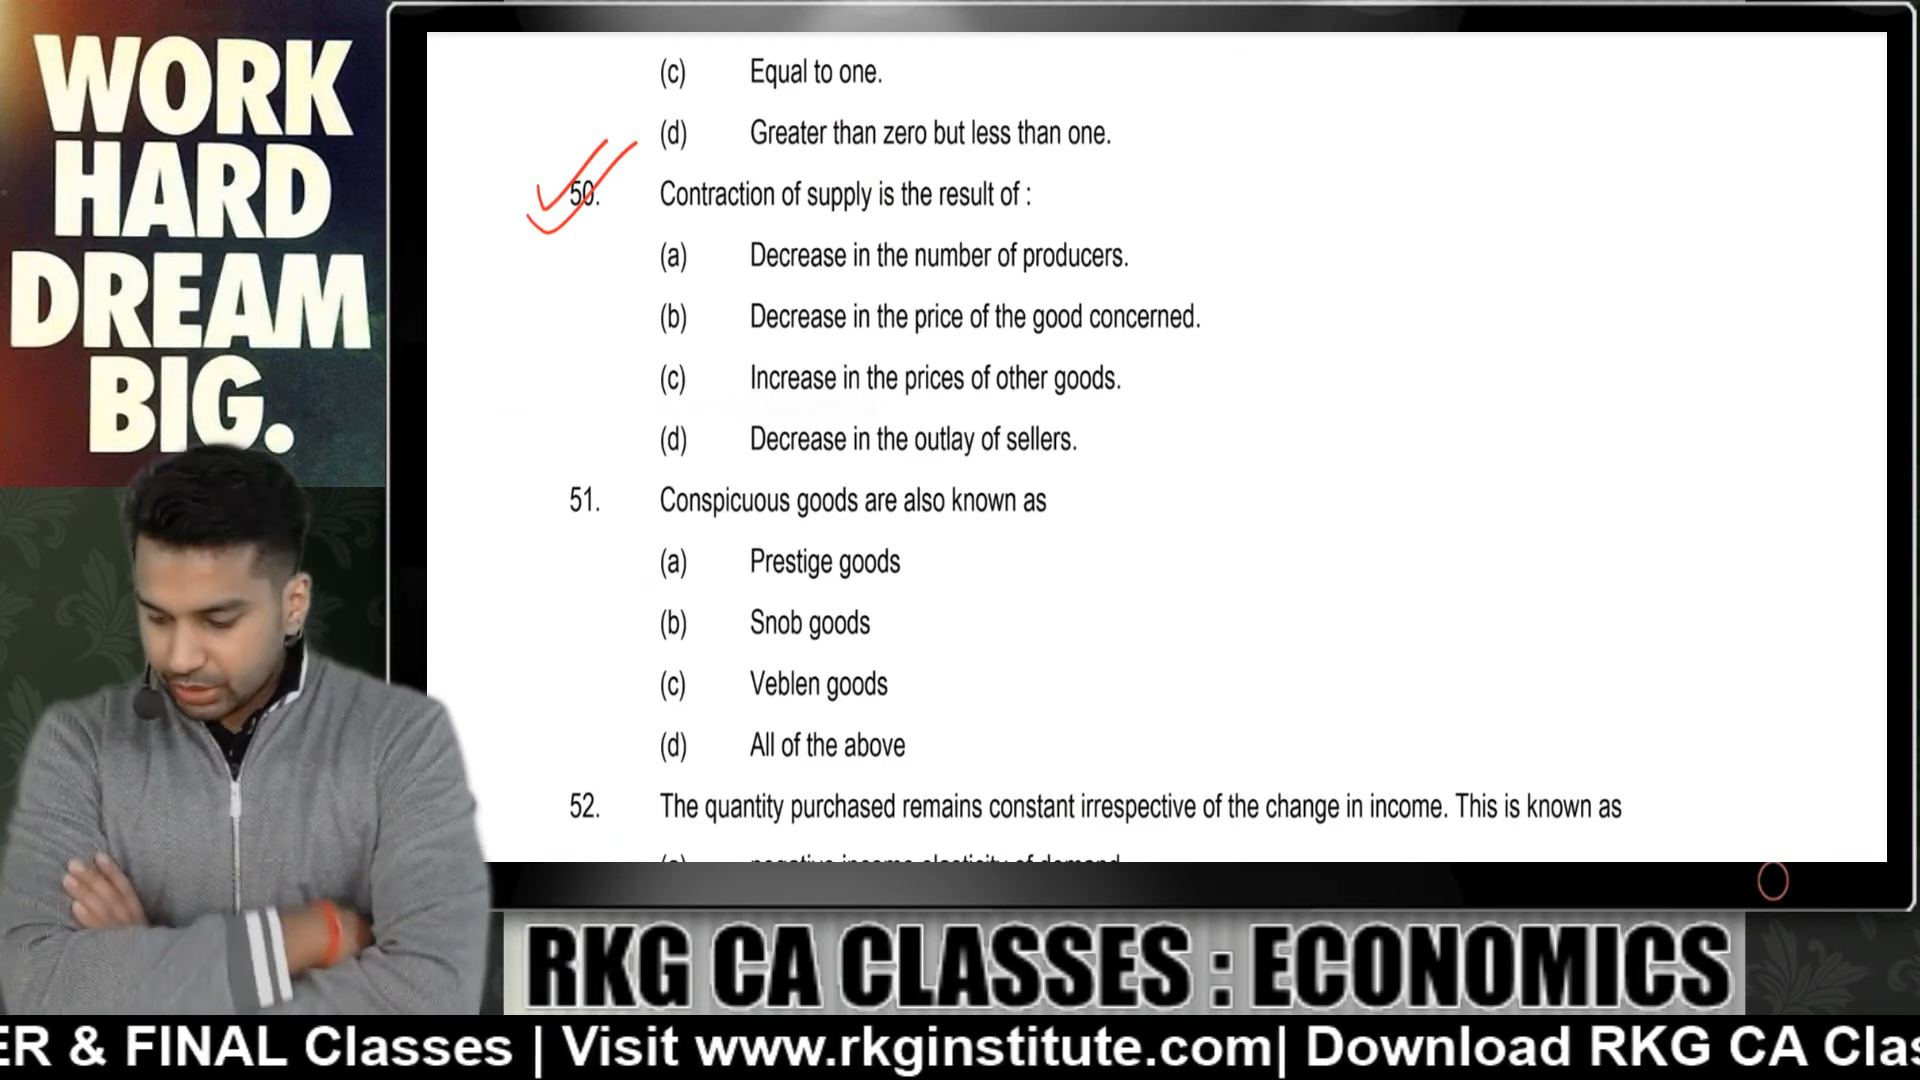 WORK
HARD
DREAM
BIG.
(c) Equal to one.
(d) Greater than zero but less than one.
50. Contraction of supply is the result of :
(a) Decrease in the number of producers.
(b) Decrease in the price of the good concerned.
(c) Increase in the prices of other goods.
(d) Decrease in the outlay of sellers.
51. Conspicuous goods are also known as
(a) Prestige goods
(b) Snob goods
(c) Veblen goods
(d) All of the above
52. The quantity purchased remains constant irrespective of the change in income. This is known as
(a) negative income elasticity of demand
RKG CA CLASSES : ECONOMICS
ER & FINAL Classes | Visit www.rkginstitute.com| Download RKG CA Clas